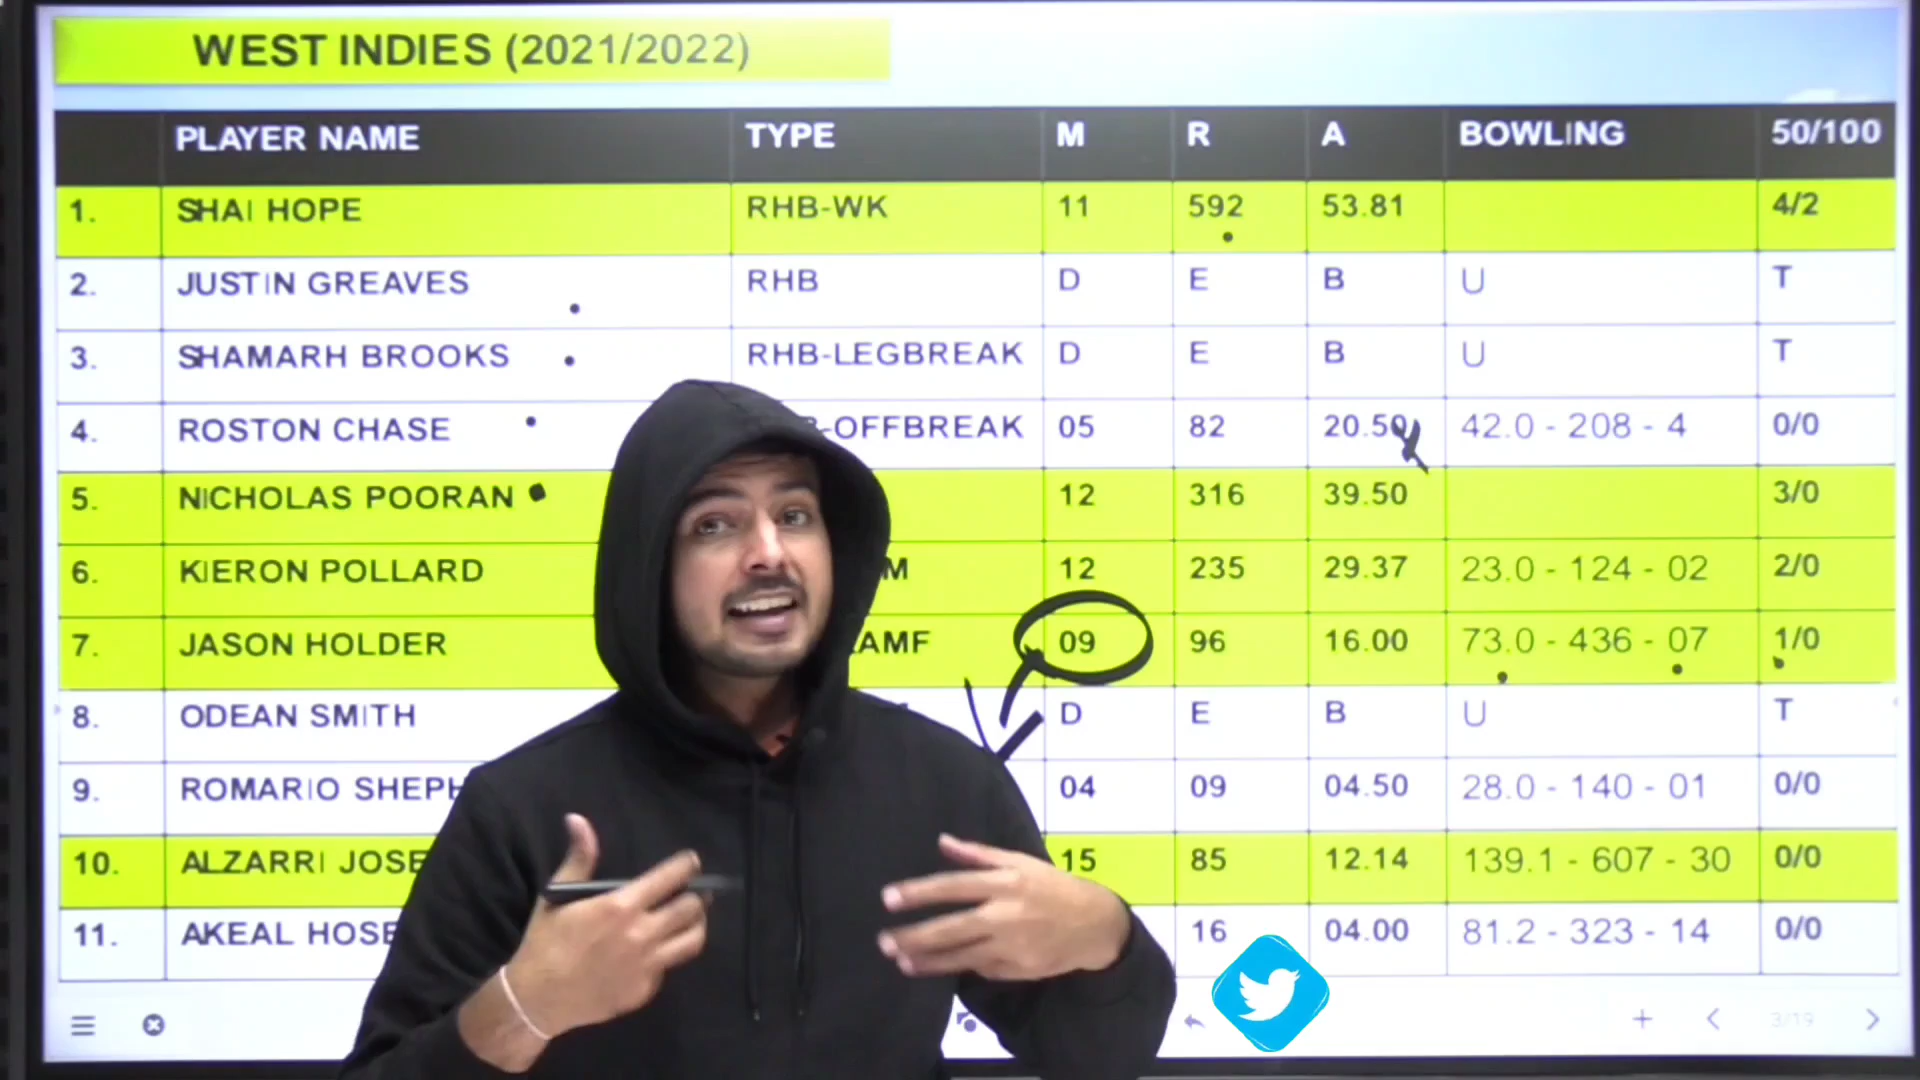 WEST INDIES (2021/2022)
PLAYER NAME TYPE M R A BOWLING 50/100
1. SHAI HOPE RHB-WK 11 592 53.81 4/2
2. JUSTIN GREAVES RHB D E B U T
3. SHAMARH BROOKS RHB-LEGBREAK D E B U T
4. ROSTON CHASE -OFFBREAK 05 82 20.50 42.0 - 208 - 4 0/0
5. NICHOLAS POORAN 12 316 39.50 3/0
6. KIERON POLLARD M 12 235 29.37 23.0 - 124 - 02 2/0
7. JASON HOLDER AMF 09 96 16.00 73.0 - 436 - 07 1/0
8. ODEAN SMITH D E B U T
9. ROMARIO SHEPH 04 09 04.50 28.0 - 140 - 01 0/0
10. ALZARRI JOSE 15 85 12.14 139.1 - 607 - 30 0/0
11. AKEAL HOSE 16 04.00 81.2 - 323 - 14 0/0
3/19